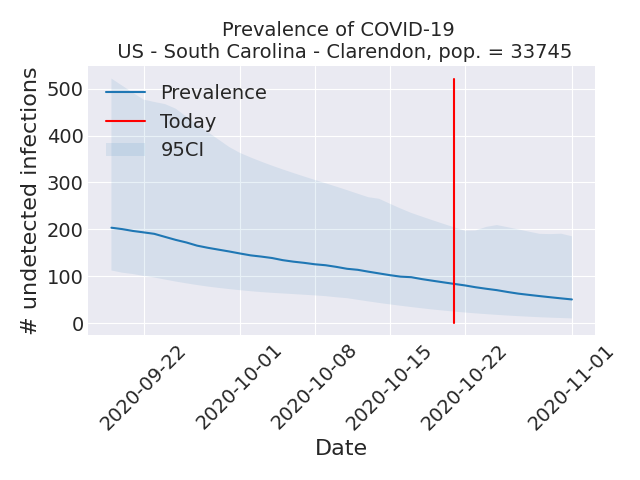 Prevalence of COVID-19
US - South Carolina - Clarendon, pop. = 33745
# undetected infections
500
400
300
200
100
0
Prevalence
Today
95CI
2020-09-22
2020-10-01
2020-10-08
2020-10-15
2020-10-22
2020-11-01
Date